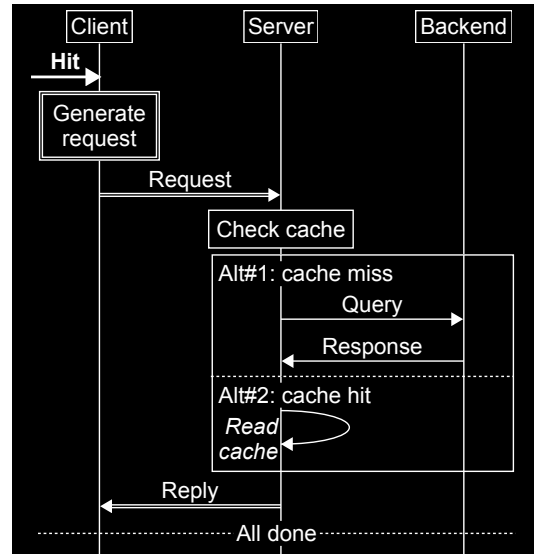 Client
Server
Backend
Hit
Generate
request
Request
Check cache
Alt#1: cache miss
Query
Response
Alt#2: cache hit
Read
cache
Reply
All done